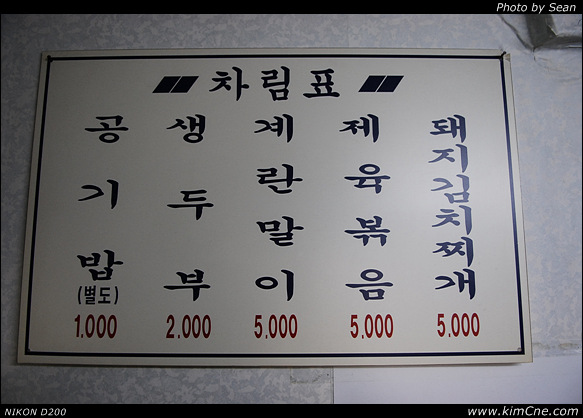 Photo by Sean
차림표
공기밥
(별도)
1.000
생두부
2.000
계란말이
5.000
제육볶음
5.000
돼지김치찌개
5.000
NIKON D200
www.kimCne.com